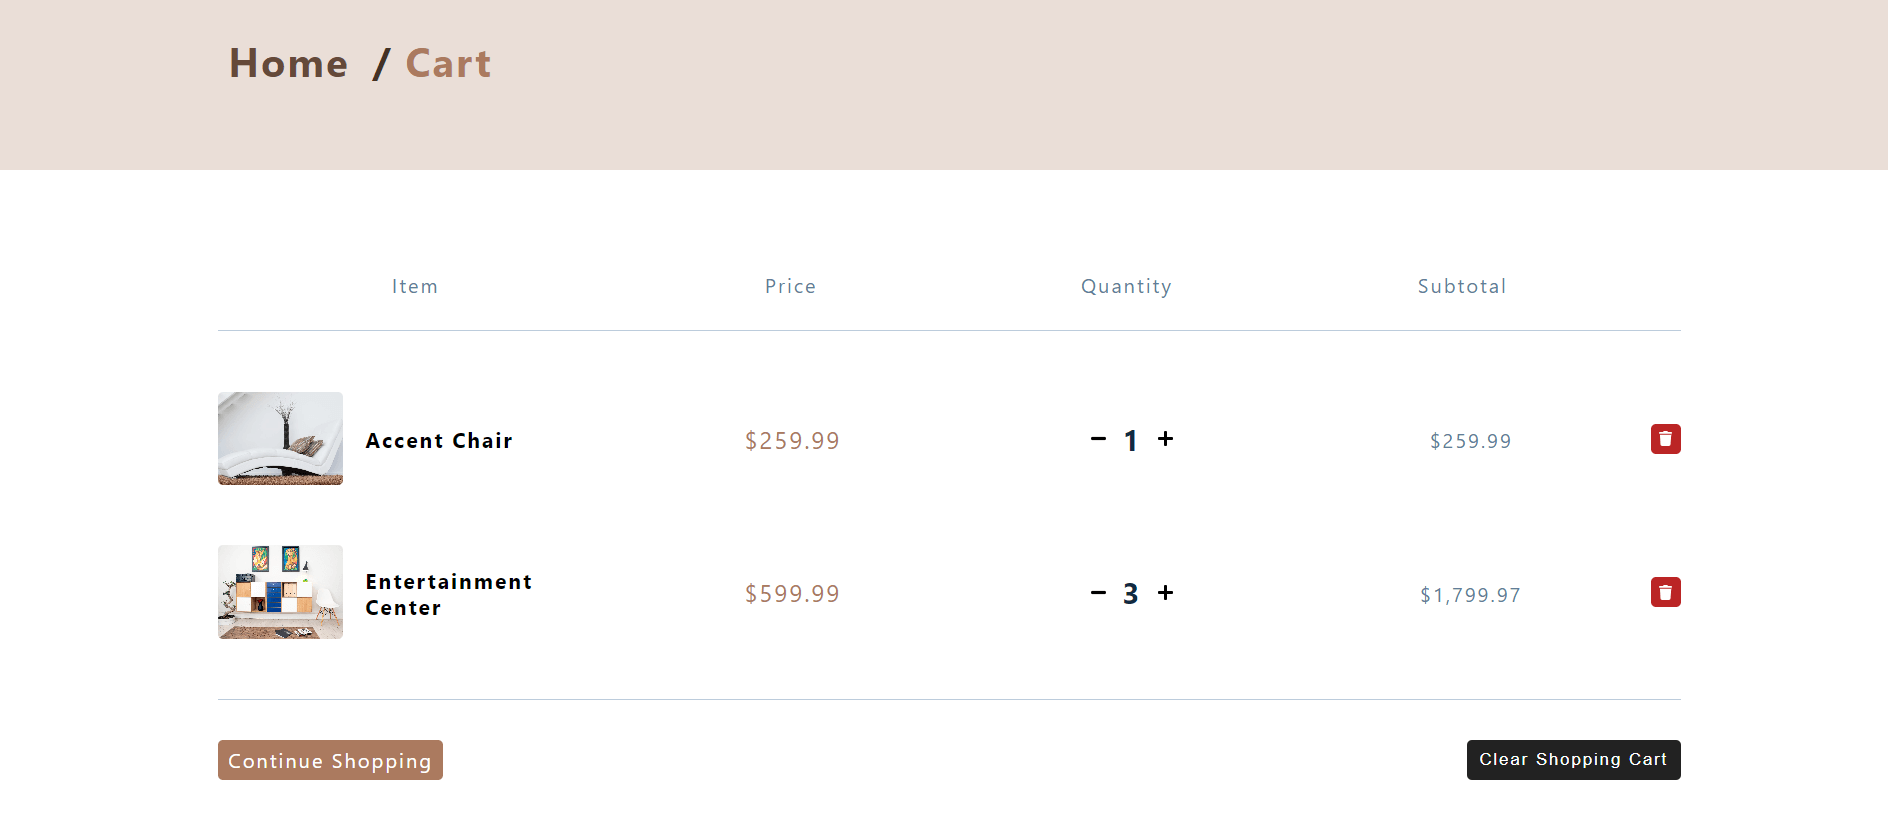 Home / Cart
Item Price Quantity Subtotal
Accent Chair $259.99 − 1 + $259.99
Entertainment
Center
$599.99 − 3 + $1,799.97
Continue Shopping Clear Shopping Cart